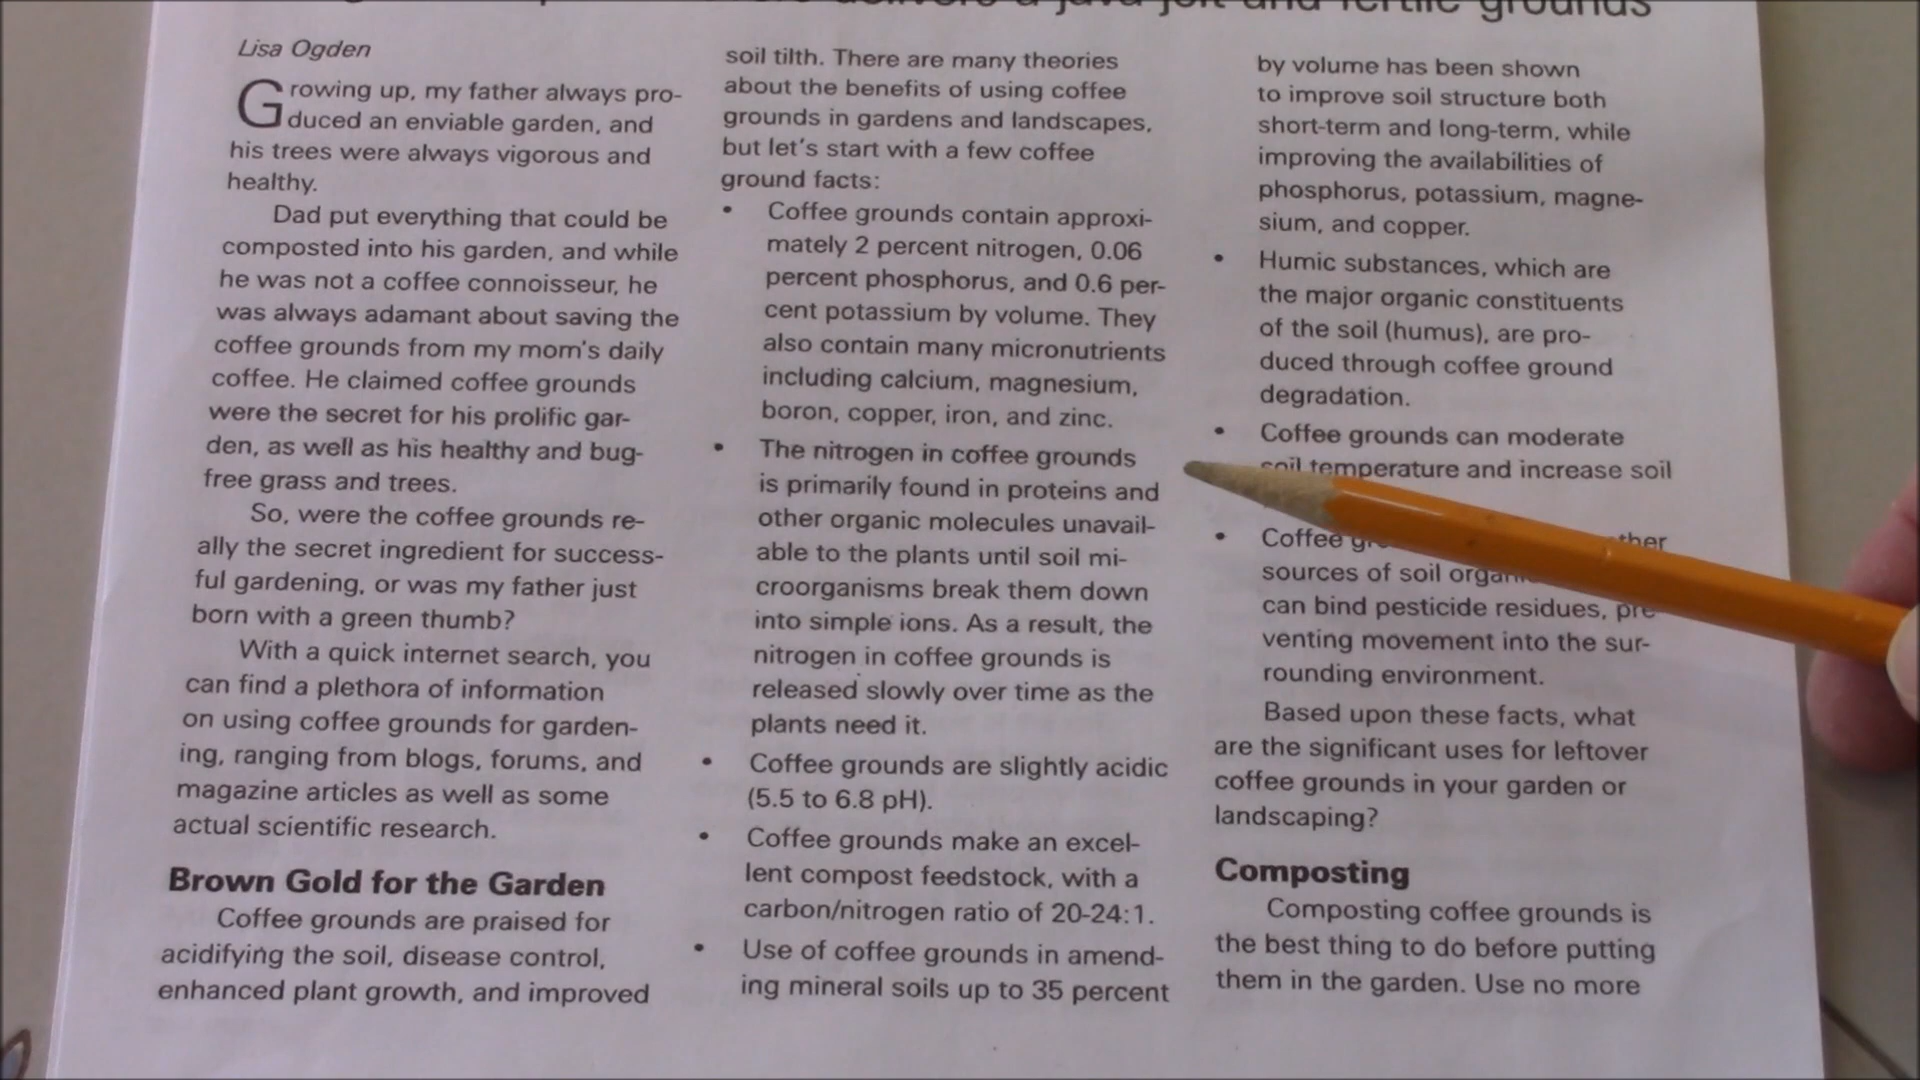 a java jolt and fertile grounds
Lisa Ogden
Growing up, my father always pro-
duced an enviable garden, and
his trees were always vigorous and
healthy.
Dad put everything that could be
composted into his garden, and while
he was not a coffee connoisseur, he
was always adamant about saving the
coffee grounds from my mom's daily
coffee. He claimed coffee grounds
were the secret for his prolific gar-
den, as well as his healthy and bug-
free grass and trees.
So, were the coffee grounds re-
ally the secret ingredient for success-
ful gardening, or was my father just
born with a green thumb?
With a quick internet search, you
can find a plethora of information
on using coffee grounds for garden-
ing, ranging from blogs, forums, and
magazine articles as well as some
actual scientific research.
Brown Gold for the Garden
Coffee grounds are praised for
acidifying the soil, disease control,
enhanced plant growth, and improved
soil tilth. There are many theories
about the benefits of using coffee
grounds in gardens and landscapes,
but let's start with a few coffee
ground facts:
• Coffee grounds contain approxi-
mately 2 percent nitrogen, 0.06
percent phosphorus, and 0.6 per-
cent potassium by volume. They
also contain many micronutrients
including calcium, magnesium,
boron, copper, iron, and zinc.
• The nitrogen in coffee grounds
is primarily found in proteins and
other organic molecules unavail-
able to the plants until soil mi-
croorganisms break them down
into simple ions. As a result, the
nitrogen in coffee grounds is
released slowly over time as the
plants need it.
• Coffee grounds are slightly acidic
(5.5 to 6.8 pH).
• Coffee grounds make an excel-
lent compost feedstock, with a
carbon/nitrogen ratio of 20-24:1.
• Use of coffee grounds in amend-
ing mineral soils up to 35 percent
by volume has been shown
to improve soil structure both
short-term and long-term, while
improving the availabilities of
phosphorus, potassium, magne-
sium, and copper.
• Humic substances, which are
the major organic constituents
of the soil (humus), are pro-
duced through coffee ground
degradation.
• Coffee grounds can moderate
soil temperature and increase soil
• Coffee
sources of soil
can bind pesticide residues, pre
venting movement into the sur-
rounding environment.
Based upon these facts, what
are the significant uses for leftover
coffee grounds in your garden or
landscaping?
Composting
Composting coffee grounds is
the best thing to do before putting
them in the garden. Use no more